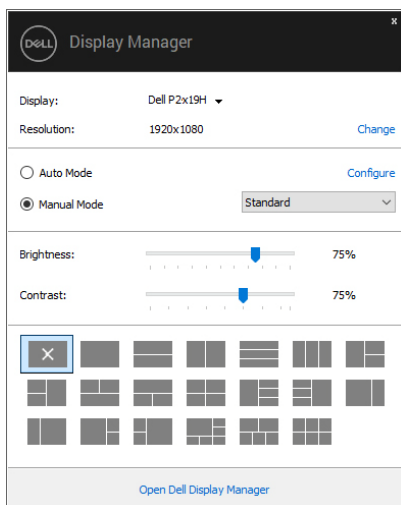 x
DELL Display Manager
Display: Dell P2x19H
Resolution: 1920x1080 Change
Auto Mode Configure
Manual Mode Standard
Brightness: 75%
Contrast: 75%
Open Dell Display Manager